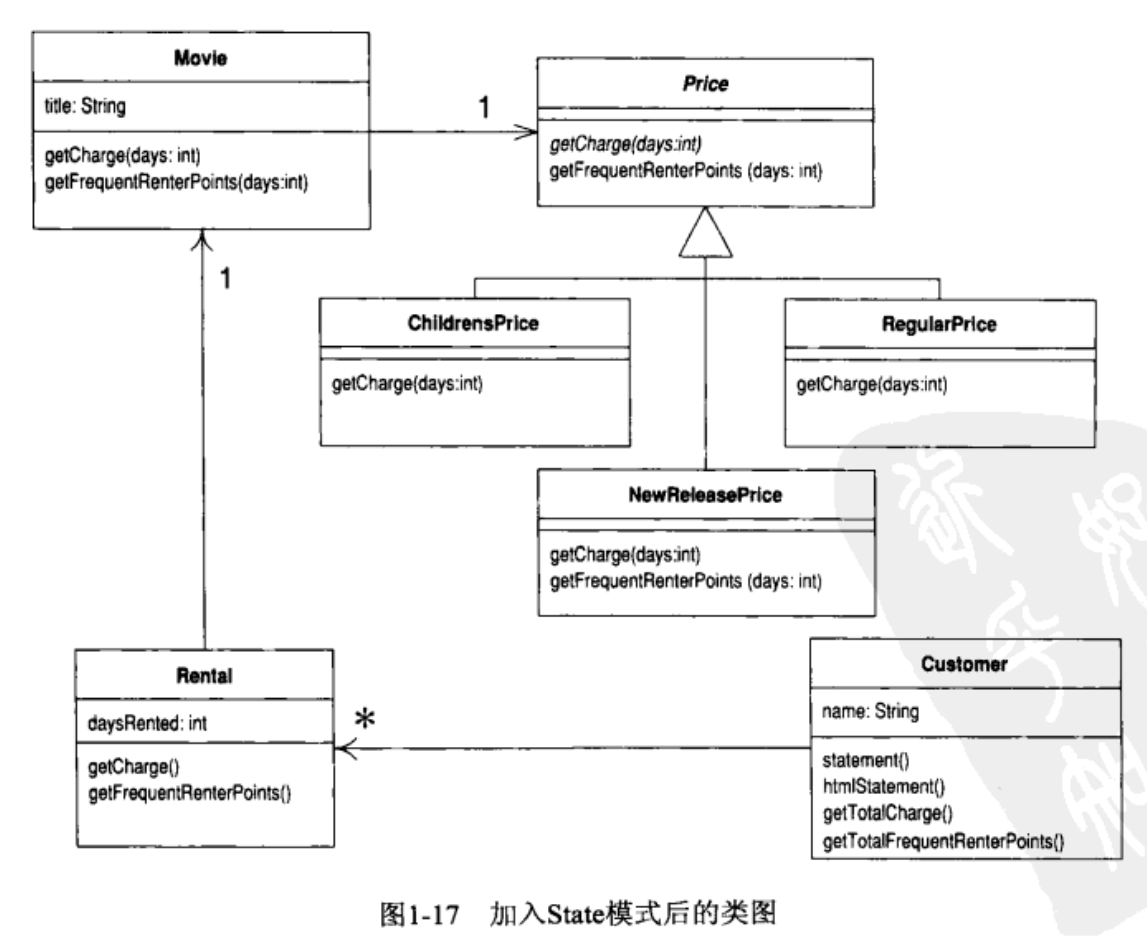 Movie
title: String
getCharge(days: int)
getFrequentRenterPoints(days:int)
1
Price
getCharge(days:int)
getFrequentRenterPoints (days: int)
1
ChildrensPrice
getCharge(days:int)
RegularPrice
getCharge(days:int)
NewReleasePrice
getCharge(days:int)
getFrequentRenterPoints (days: int)
Rental
daysRented: int
getCharge()
getFrequentRenterPoints()
*
Customer
name: String
statement()
htmlStatement()
getTotalCharge()
getTotalFrequentRenterPoints()
图1-17 加入State模式后的类图